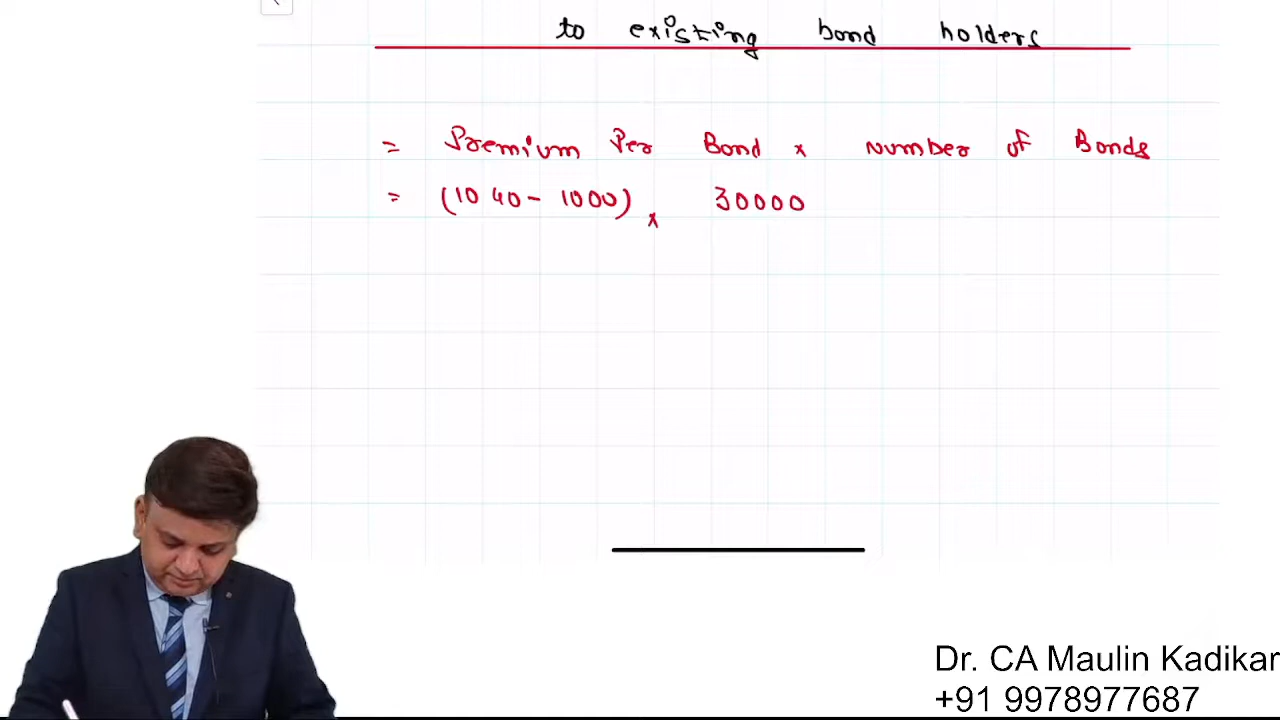 to existing bond holders
= Premium Per Bond x number of Bonds
= (1040 - 1000) x 30000
Dr. CA Maulin Kadikar
+91 9978977687